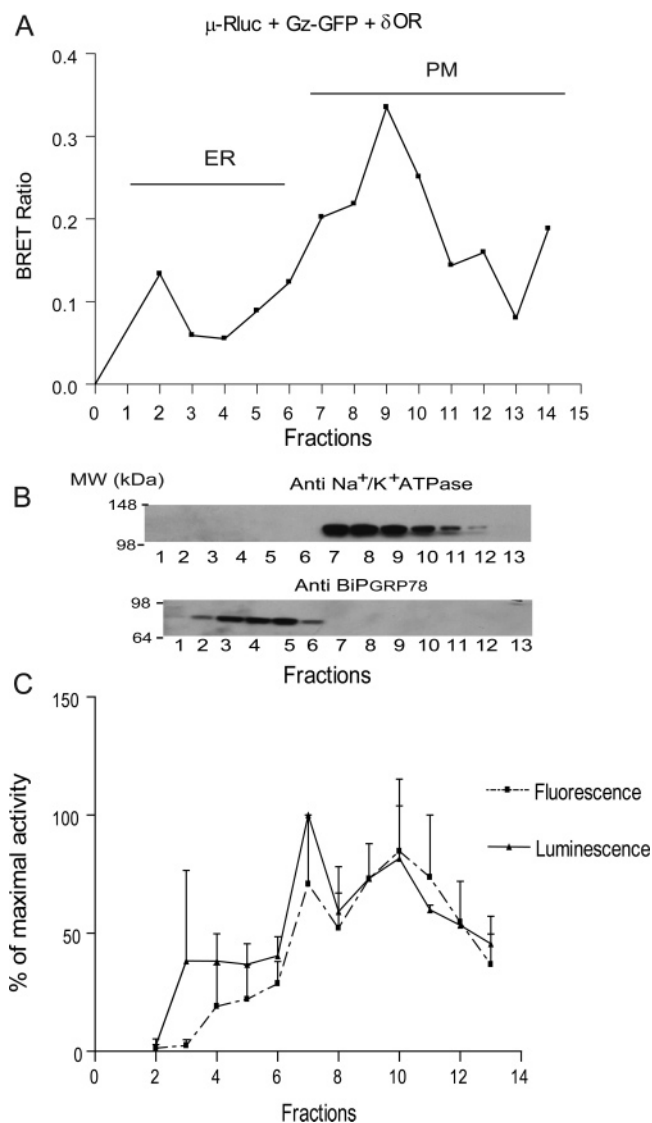 A
μ-Rluc + Gz-GFP + δOR
0.4
0.3
0.2
0.1
0.0
BRET Ratio
ER
PM
0 1 2 3 4 5 6 7 8 9 10 11 12 13 14 15
Fractions
B
MW (kDa)
Anti Na+/K+ATPase
148
98
1 2 3 4 5 6 7 8 9 10 11 12 13
Anti BiPGRP78
98
64
1 2 3 4 5 6 7 8 9 10 11 12 13
Fractions
C
150
100
50
0
% of maximal activity
Fluorescence
Luminescence
0 2 4 6 8 10 12 14
Fractions